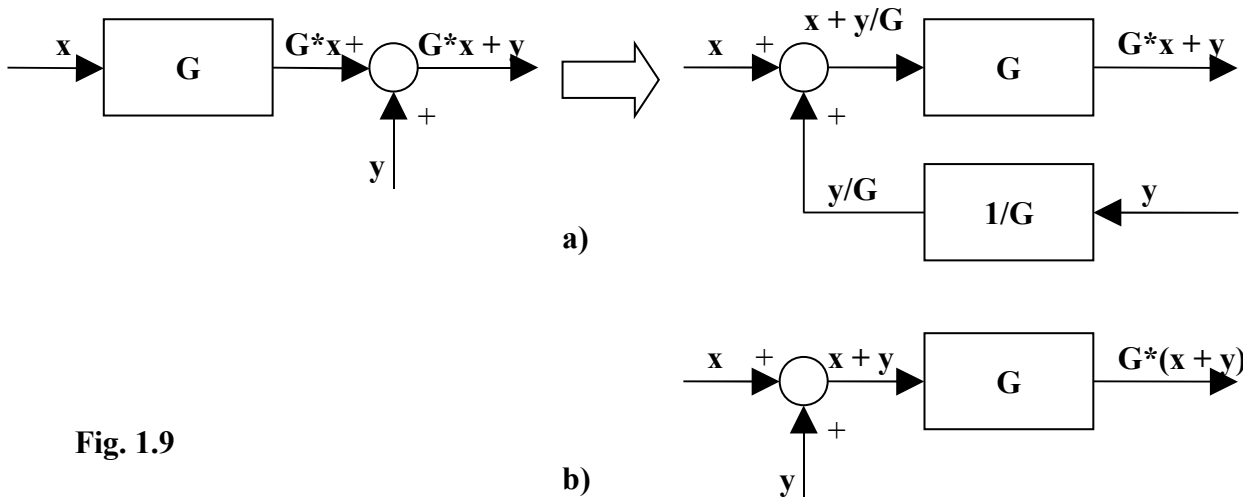 x
G
G*x
+
G*x + y
+
y
x
+
x + y/G
G
G*x + y
+
y/G
1/G
y
a)
x
+
x + y
G
G*(x + y)
+
y
Fig. 1.9
b)